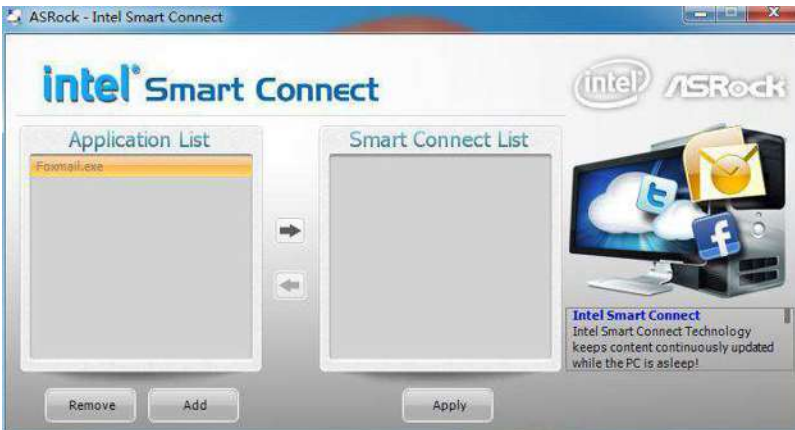 ASRock - Intel Smart Connect
intel® Smart Connect
intel ASRock
Application List
Smart Connect List
Foxmail.exe
Intel Smart Connect
Intel Smart Connect Technology
keeps content continuously updated
while the PC is asleep!
Remove
Add
Apply